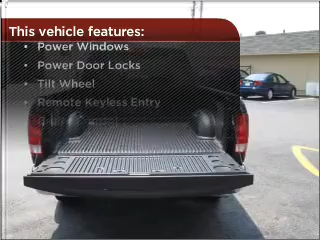 This vehicle features:
• Power Windows
• Power Door Locks
• Tilt Wheel
• Remote Keyless Entry